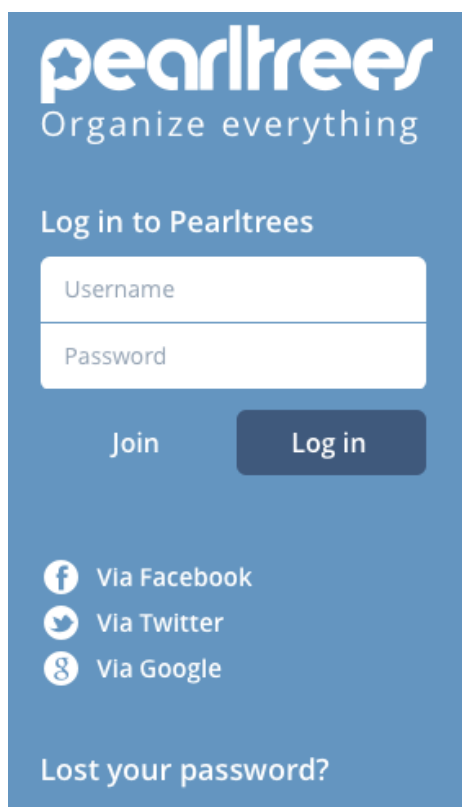 pearltrees
Organize everything
Log in to Pearltrees
Username
Password
Join Log in
Via Facebook
Via Twitter
Via Google
Lost your password?